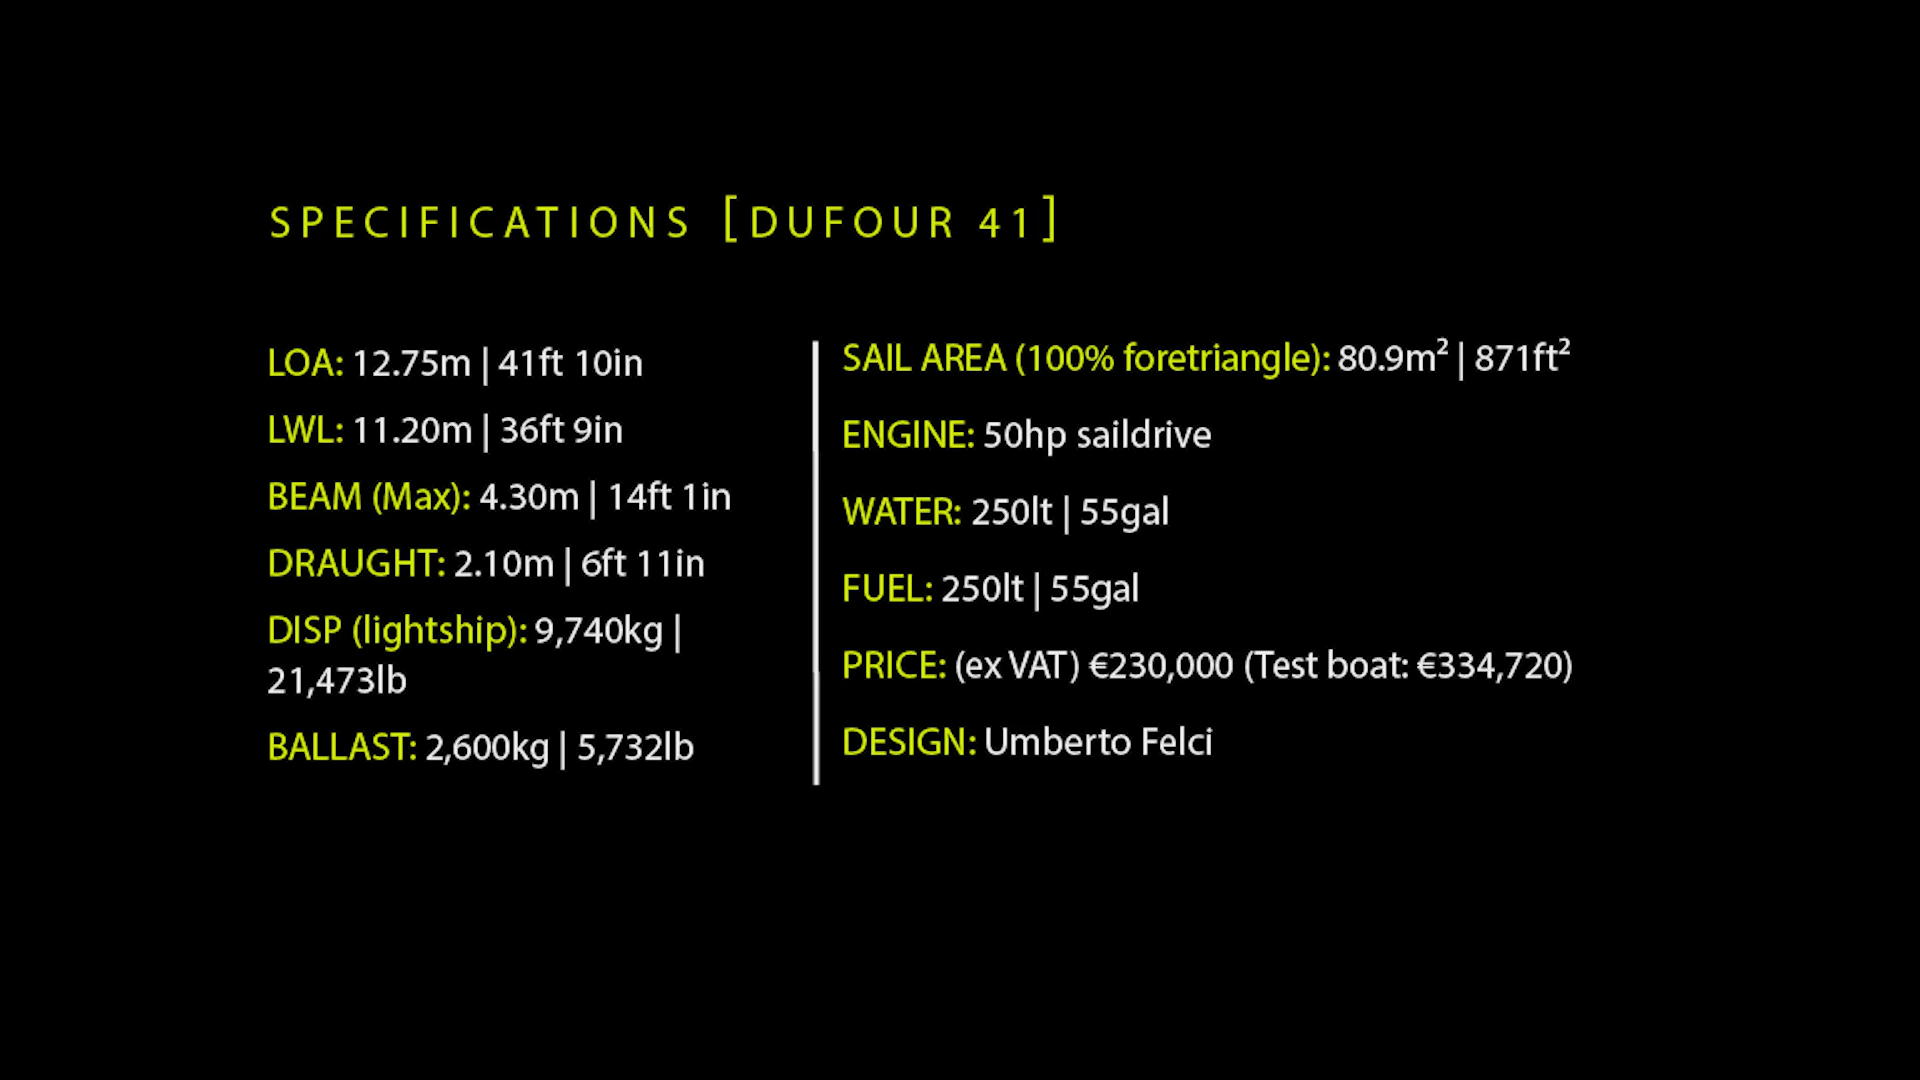 SPECIFICATIONS [DUFOUR 41]
LOA: 12.75m | 41ft 10in
LWL: 11.20m | 36ft 9in
BEAM (Max): 4.30m | 14ft 1in
DRAUGHT: 2.10m | 6ft 11in
DISP (lightship): 9,740kg |
21,473lb
BALLAST: 2,600kg | 5,732lb
SAIL AREA (100% foretriangle): 80.9m² | 871ft²
ENGINE: 50hp saildrive
WATER: 250lt | 55gal
FUEL: 250lt | 55gal
PRICE: (ex VAT) €230,000 (Test boat: €334,720)
DESIGN: Umberto Felci